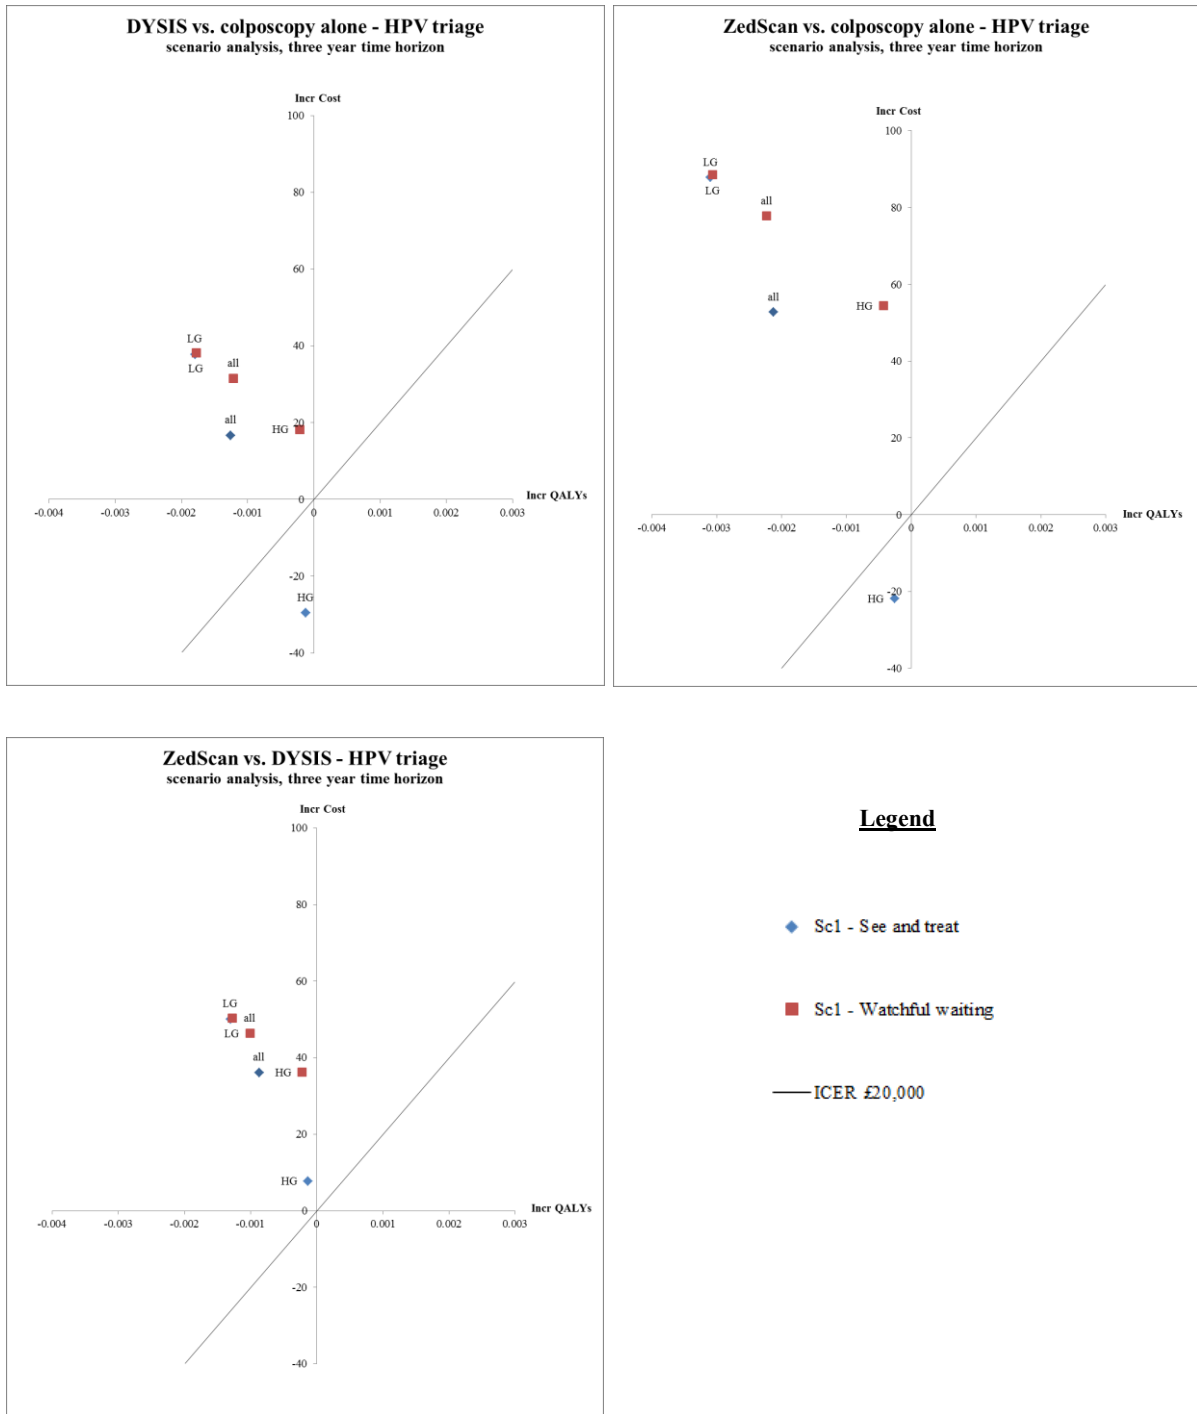 DYSIS vs. colposcopy alone - HPV triage
scenario analysis, three year time horizon
Incr Cost
100
80
60
40
20
0
-20
-40
LG
LG
all
all
HG
HG
Incr QALYs
-0.004 -0.003 -0.002 -0.001 0 0.001 0.002 0.003
ZedScan vs. colposcopy alone - HPV triage
scenario analysis, three year time horizon
Incr Cost
100
80
60
40
20
0
-20
-40
LG
LG
all
all
HG
HG
Incr QALYs
-0.004 -0.003 -0.002 -0.001 0 0.001 0.002 0.003
ZedScan vs. DYSIS - HPV triage
scenario analysis, three year time horizon
Incr Cost
100
80
60
40
20
0
-20
-40
LG
LG
all
all
HG
HG
Incr QALYs
-0.004 -0.003 -0.002 -0.001 0 0.001 0.002 0.003
Legend
Sc1 - See and treat
Sc1 - Watchful waiting
ICER £20,000